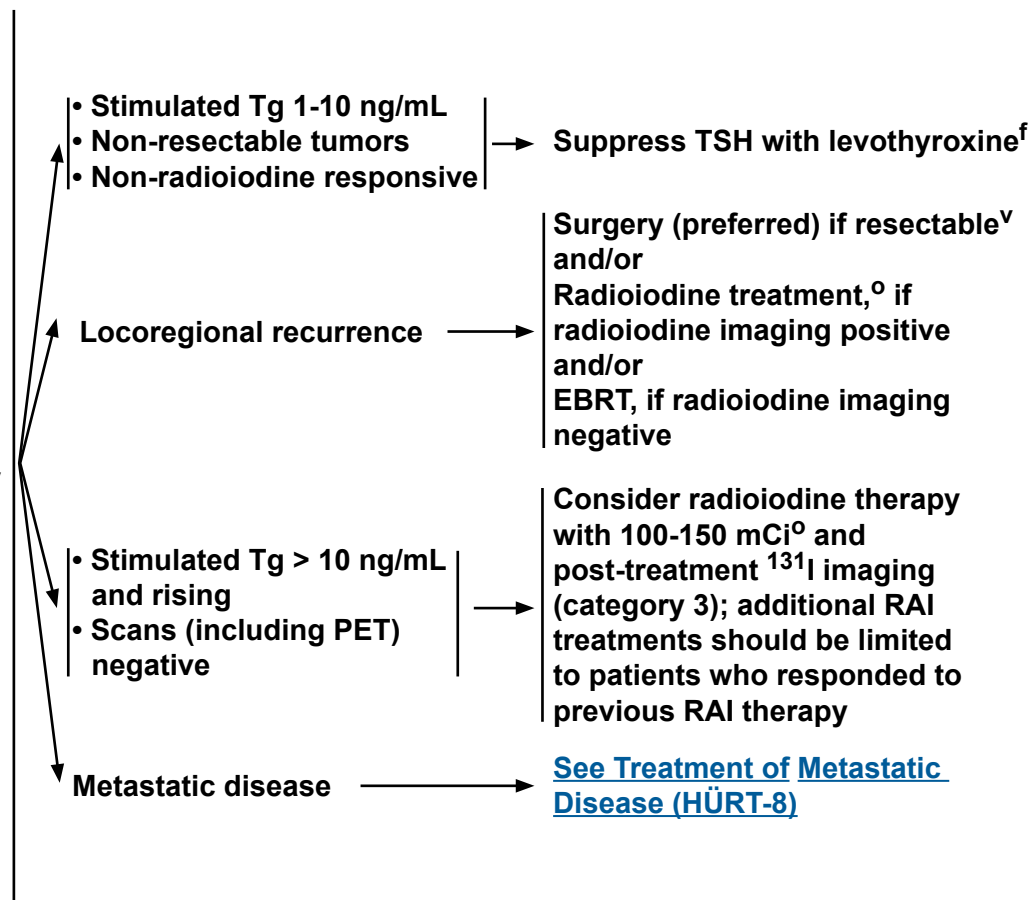 • Stimulated Tg 1-10 ng/mL
• Non-resectable tumors
• Non-radioiodine responsive
Suppress TSH with levothyroxineᶠ
Locoregional recurrence
Surgery (preferred) if resectableᵛ
and/or
Radioiodine treatment,ᵒ if
radioiodine imaging positive
and/or
EBRT, if radioiodine imaging
negative
• Stimulated Tg > 10 ng/mL
and rising
• Scans (including PET)
negative
Consider radioiodine therapy
with 100-150 mCiᵒ and
post-treatment ¹³¹I imaging
(category 3); additional RAI
treatments should be limited
to patients who responded to
previous RAI therapy
Metastatic disease
See Treatment of Metastatic
Disease (HÜRT-8)